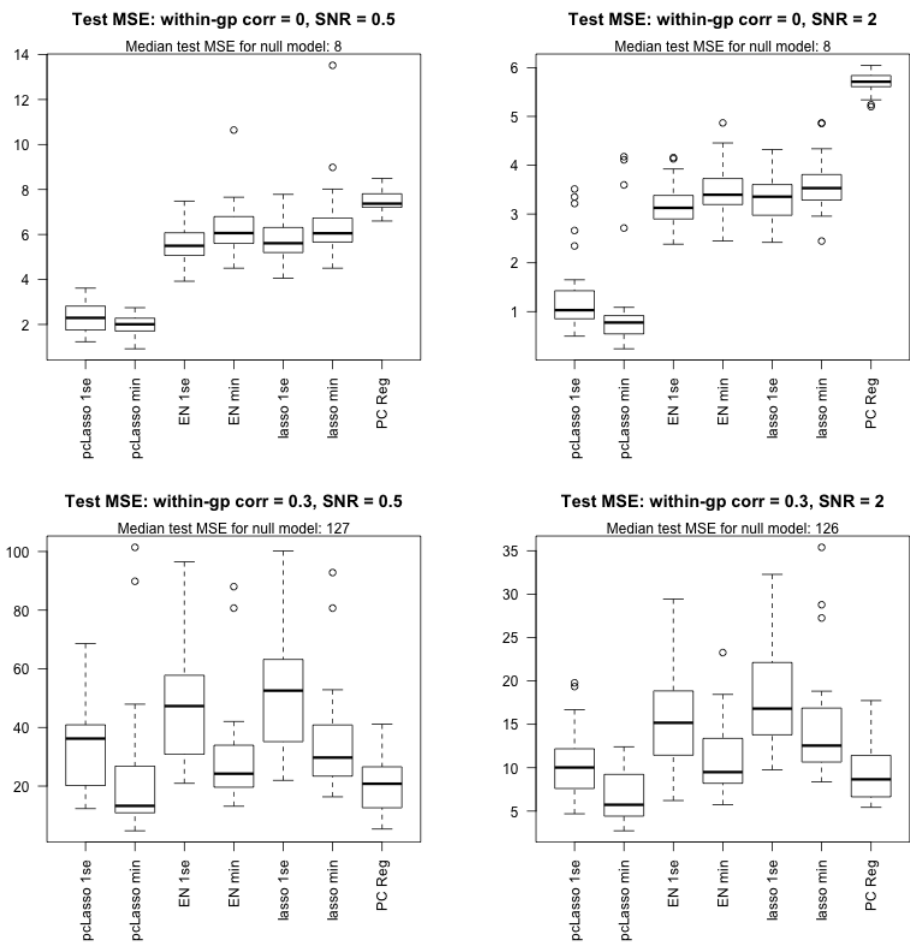 Test MSE: within-gp corr = 0, SNR = 0.5
Median test MSE for null model: 8
14
12
10
8
6
4
2
pcLasso 1se
pcLasso min
EN 1se
EN min
lasso 1se
lasso min
PC Reg
Test MSE: within-gp corr = 0, SNR = 2
Median test MSE for null model: 8
6
5
4
3
2
1
pcLasso 1se
pcLasso min
EN 1se
EN min
lasso 1se
lasso min
PC Reg
Test MSE: within-gp corr = 0.3, SNR = 0.5
Median test MSE for null model: 127
100
80
60
40
20
pcLasso 1se
pcLasso min
EN 1se
EN min
lasso 1se
lasso min
PC Reg
Test MSE: within-gp corr = 0.3, SNR = 2
Median test MSE for null model: 126
35
30
25
20
15
10
5
pcLasso 1se
pcLasso min
EN 1se
EN min
lasso 1se
lasso min
PC Reg